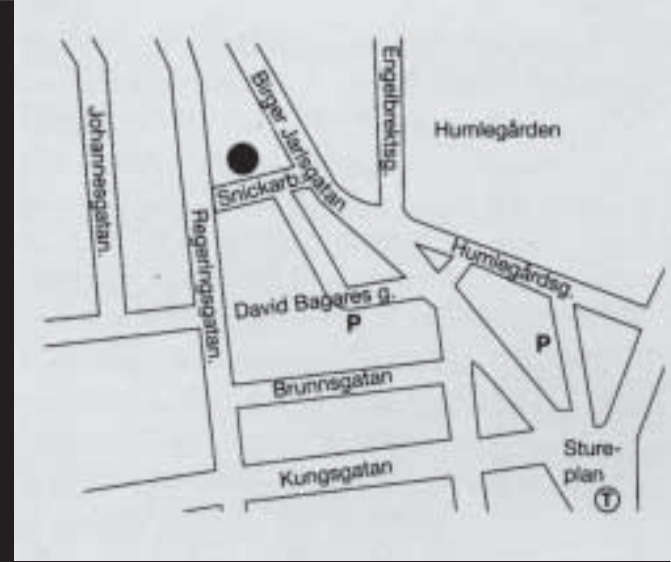 Johannesgatan.
Regeringsgatan.
Birger Jarlsgatan
Engelbrektsg.
Humlegården
Snickarb.
Humlegårdsg.
David Bagares g.
P
P
Brunnsgatan
Kungsgatan
Sture-
plan
T